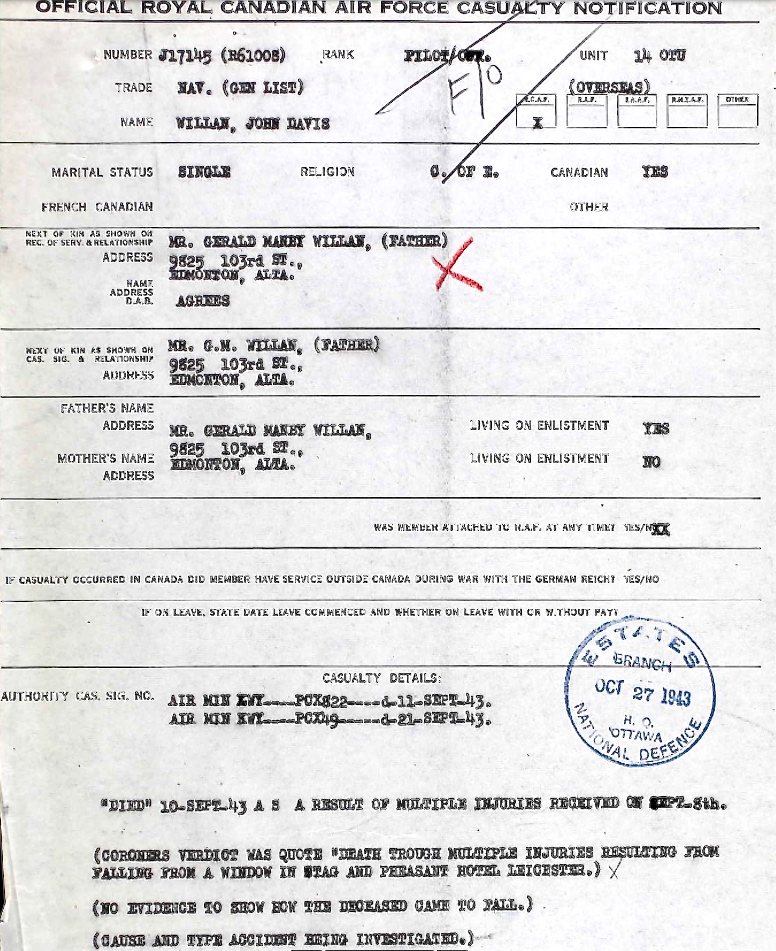 OFFICIAL ROYAL CANADIAN AIR FORCE CASUALTY NOTIFICATION
NUMBER J17145 (R61008) RANK PILOT/OFF. F/O UNIT 14 OTU
TRADE NAV. (GEN LIST) (OVERSEAS)
R.C.A.F. R.A.F. R.A.A.F. R.N.Z.A.F. OTHER
NAME WILLAN, JOHN DAVIS X
MARITAL STATUS SINGLE RELIGION C. OF E. CANADIAN YES
FRENCH CANADIAN OTHER
NEXT OF KIN AS SHOWN ON
REC. OF SERV. & RELATIONSHIP MR. GERALD MANBY WILLAN, (FATHER)
ADDRESS 9825 103rd ST.,
EDMONTON, ALTA.
NAME
ADDRESS
D.A.B. AGREES
NEXT OF KIN AS SHOWN ON
CAS. SIG. & RELATIONSHIP MR. G.M. WILLAN, (FATHER)
ADDRESS 9825 103rd ST.,
EDMONTON, ALTA.
FATHER'S NAME
ADDRESS MR. GERALD MANBY WILLAN, LIVING ON ENLISTMENT YES
9825 103rd ST.,
MOTHER'S NAME EDMONTON, ALTA. LIVING ON ENLISTMENT NO
ADDRESS
WAS MEMBER ATTACHED TO R.A.F. AT ANY TIME? YES/NXX
IF CASUALTY OCCURRED IN CANADA DID MEMBER HAVE SERVICE OUTSIDE CANADA DURING WAR WITH THE GERMAN REICH? YES/NO
IF ON LEAVE, STATE DATE LEAVE COMMENCED AND WHETHER ON LEAVE WITH OR WITHOUT PAY?
ESTATES
BRANCH
OCT 27 1943
H. Q.
OTTAWA
NATIONAL DEFENCE
CASUALTY DETAILS:
AUTHORITY CAS. SIG. NO. AIR MIN KWY----PCX822----d-11-SEPT-43.
AIR MIN KWY----PCX49----d-21-SEPT-43.
"DIED" 10-SEPT-43 A S A RESULT OF MULTIPLE INJURIES RECEIVED ON SEPT-8th.
(CORONERS VERDICT WAS QUOTE "DEATH TROUGH MULTIPLE INJURIES RESULTING FROM
FALLING FROM A WINDOW IN STAG AND PHEASANT HOTEL LEICESTER.)
(NO EVIDENCE TO SHOW HOW THE DECEASED CAME TO FALL.)
(CAUSE AND TYPE ACCIDENT BEING INVESTIGATED.)